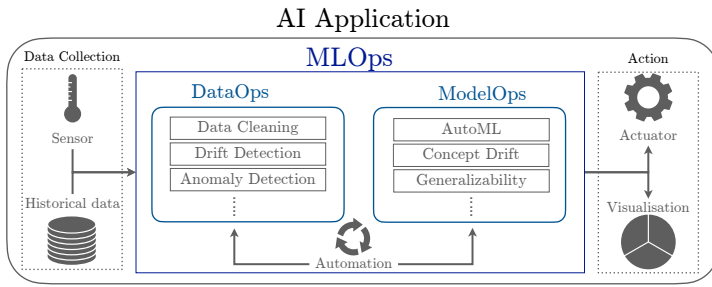 AI Application
Data Collection
MLOps
Action
Sensor
Historical data
DataOps
Data Cleaning
Drift Detection
Anomaly Detection
ModelOps
AutoML
Concept Drift
Generalizability
Automation
Actuator
Visualisation